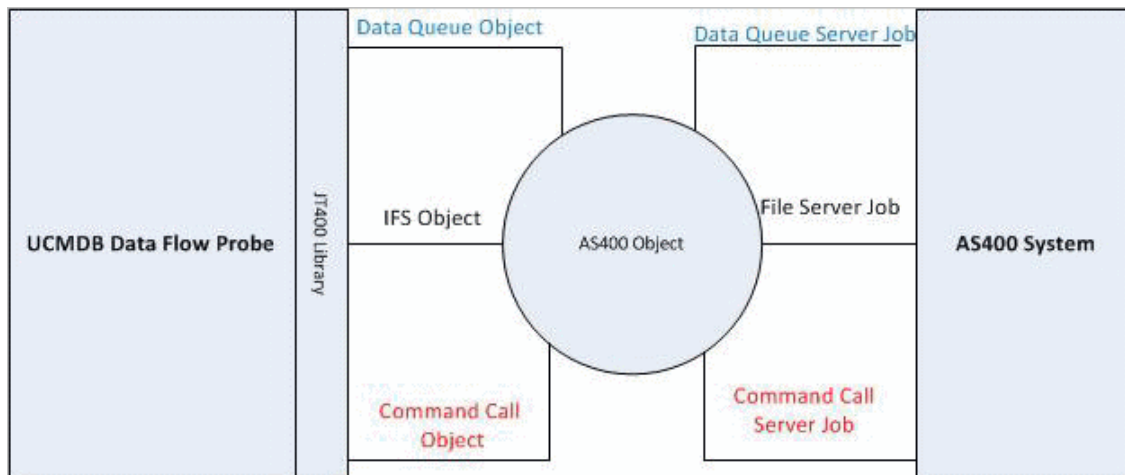 Data Queue Object
Data Queue Server Job
UCMDB Data Flow Probe
JT400 Library
IFS Object
AS400 Object
File Server Job
AS400 System
Command Call
Object
Command Call
Server Job